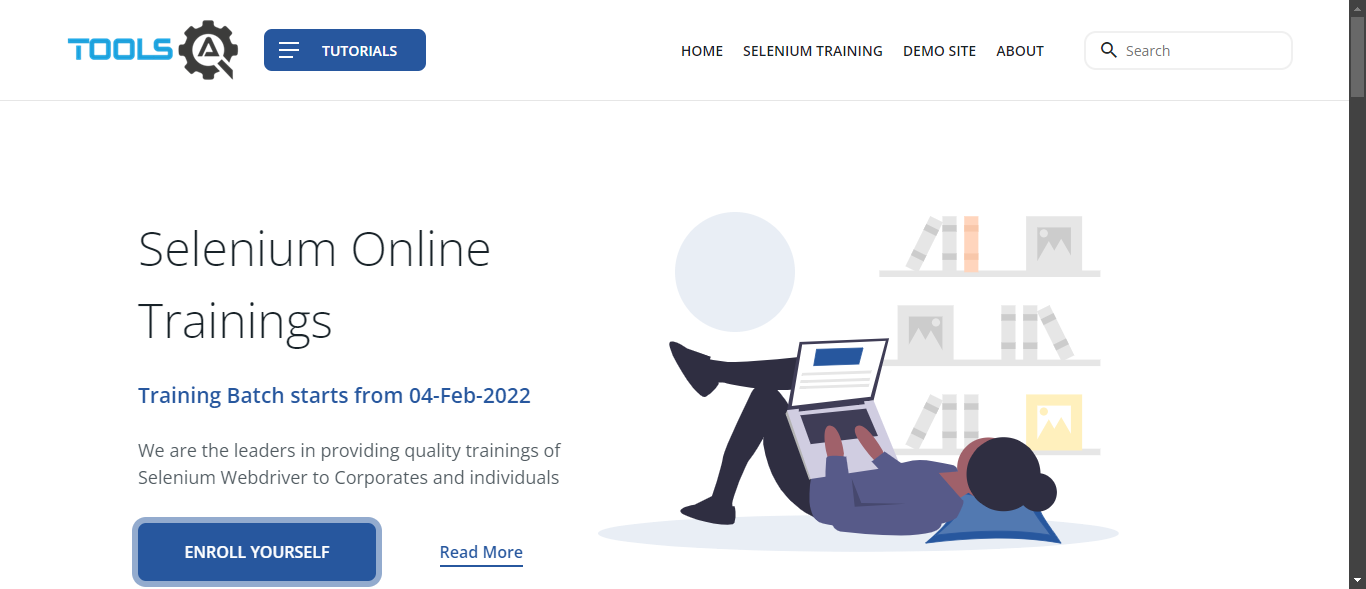 TOOLS QA
TUTORIALS
HOME
SELENIUM TRAINING
DEMO SITE
ABOUT
Search
Selenium Online
Trainings
Training Batch starts from 04-Feb-2022
We are the leaders in providing quality trainings of
Selenium Webdriver to Corporates and individuals
ENROLL YOURSELF
Read More